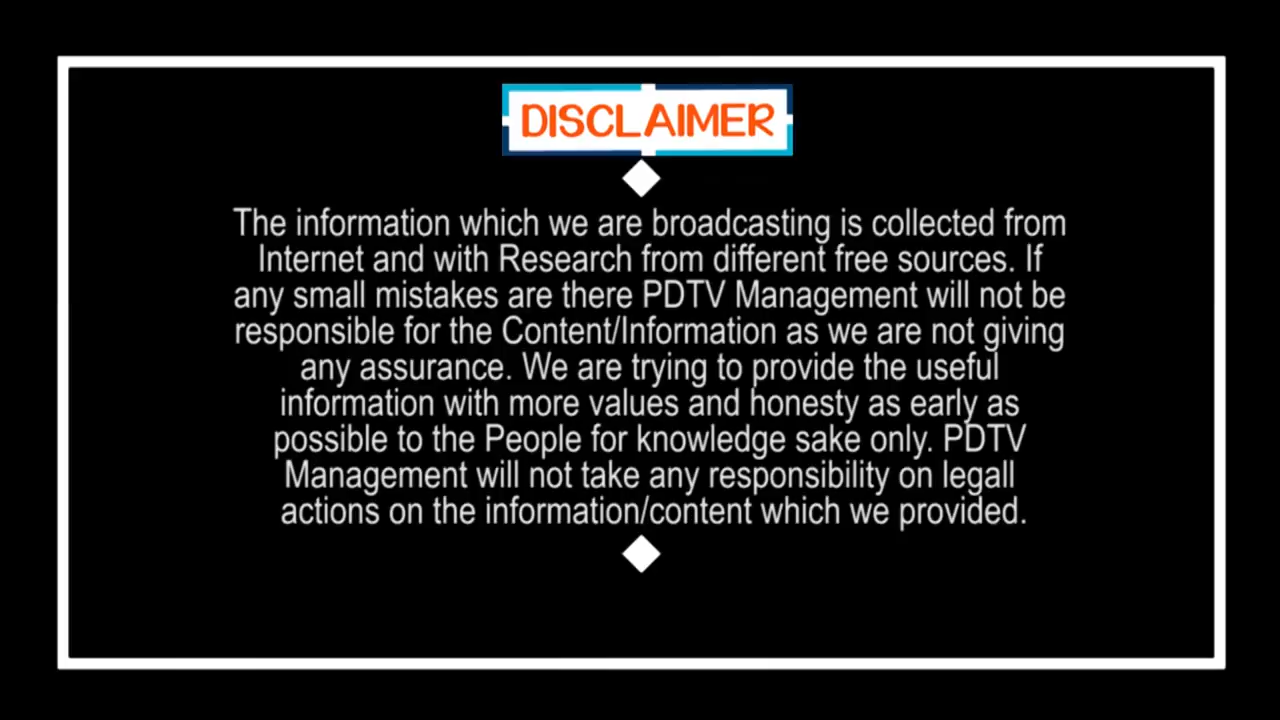 DISCLAIMER
The information which we are broadcasting is collected from
Internet and with Research from different free sources. If
any small mistakes are there PDTV Management will not be
responsible for the Content/Information as we are not giving
any assurance. We are trying to provide the useful
information with more values and honesty as early as
possible to the People for knowledge sake only. PDTV
Management will not take any responsibility on legall
actions on the information/content which we provided.